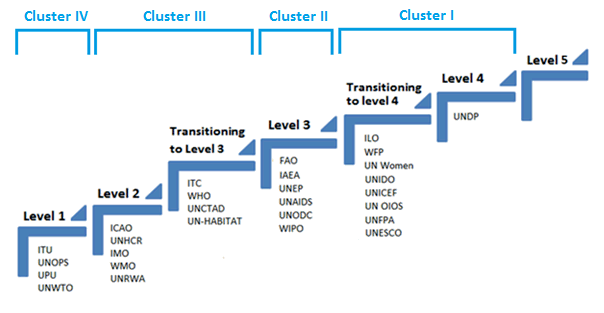 Cluster IV
Cluster III
Cluster II
Cluster I
Level 1
ITU
UNOPS
UPU
UNWTO
Level 2
ICAO
UNHCR
IMO
WMO
UNRWA
Transitioning
to Level 3
ITC
WHO
UNCTAD
UN-HABITAT
Level 3
FAO
IAEA
UNEP
UNAIDS
UNODC
WIPO
Transitioning
to level 4
ILO
WFP
UN Women
UNIDO
UNICEF
UN OIOS
UNFPA
UNESCO
Level 4
UNDP
Level 5